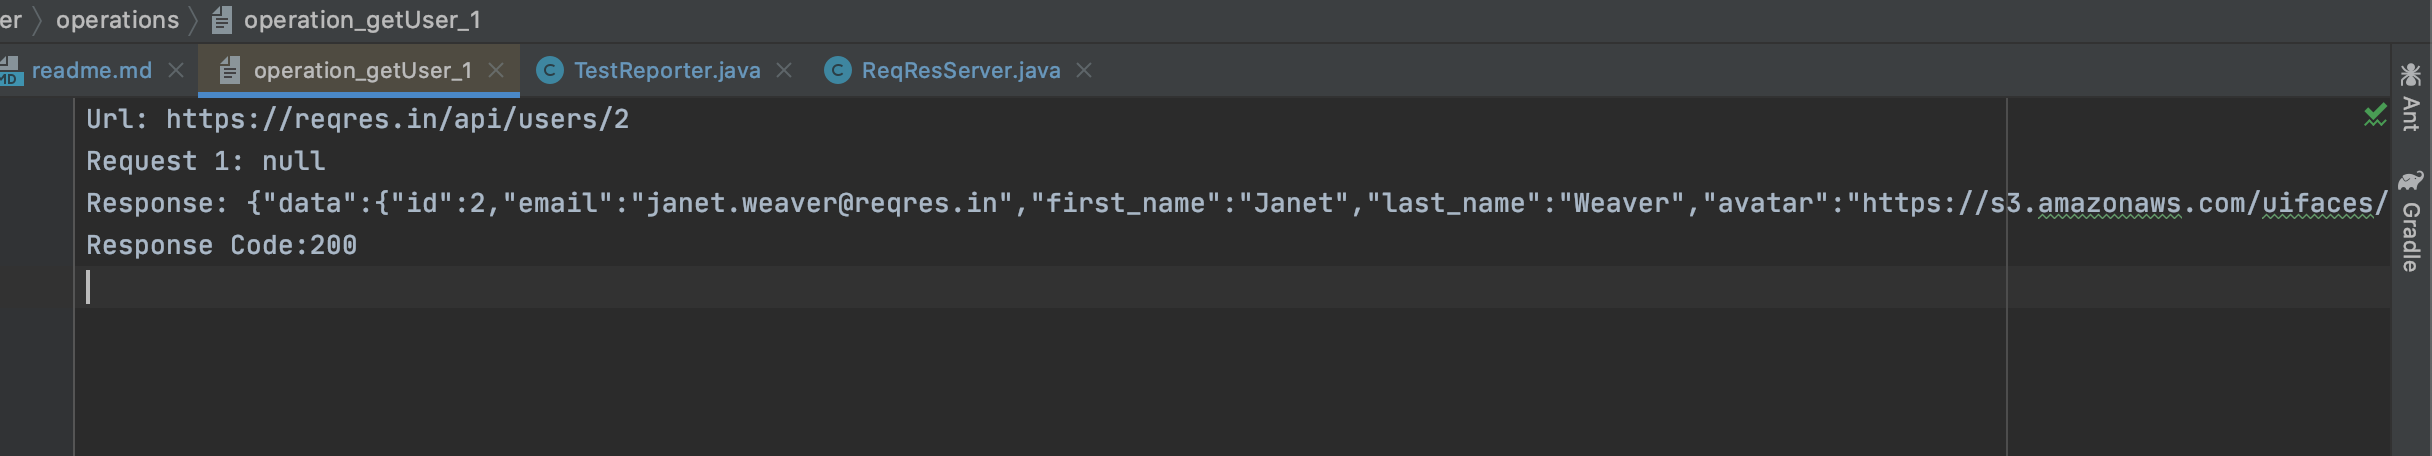 er operations operation_getUser_1
MD readme.md operation_getUser_1 C TestReporter.java C ReqResServer.java
Url: https://reqres.in/api/users/2
Request 1: null
Response: {"data":{"id":2,"email":"janet.weaver@reqres.in","first_name":"Janet","last_name":"Weaver","avatar":"https://s3.amazonaws.com/uifaces/
Response Code:200
Ant
Gradle